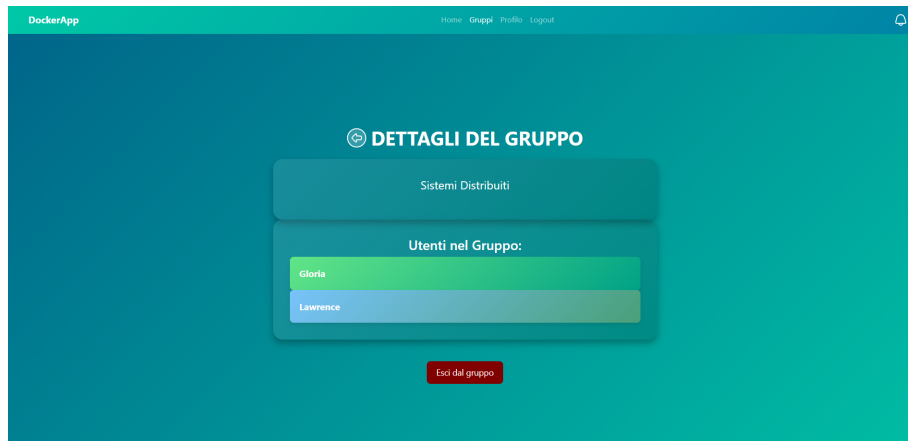 DockerApp
Home Gruppi Profilo Logout
DETTAGLI DEL GRUPPO
Sistemi Distribuiti
Utenti nel Gruppo:
Gloria
Lawrence
Esci dal gruppo